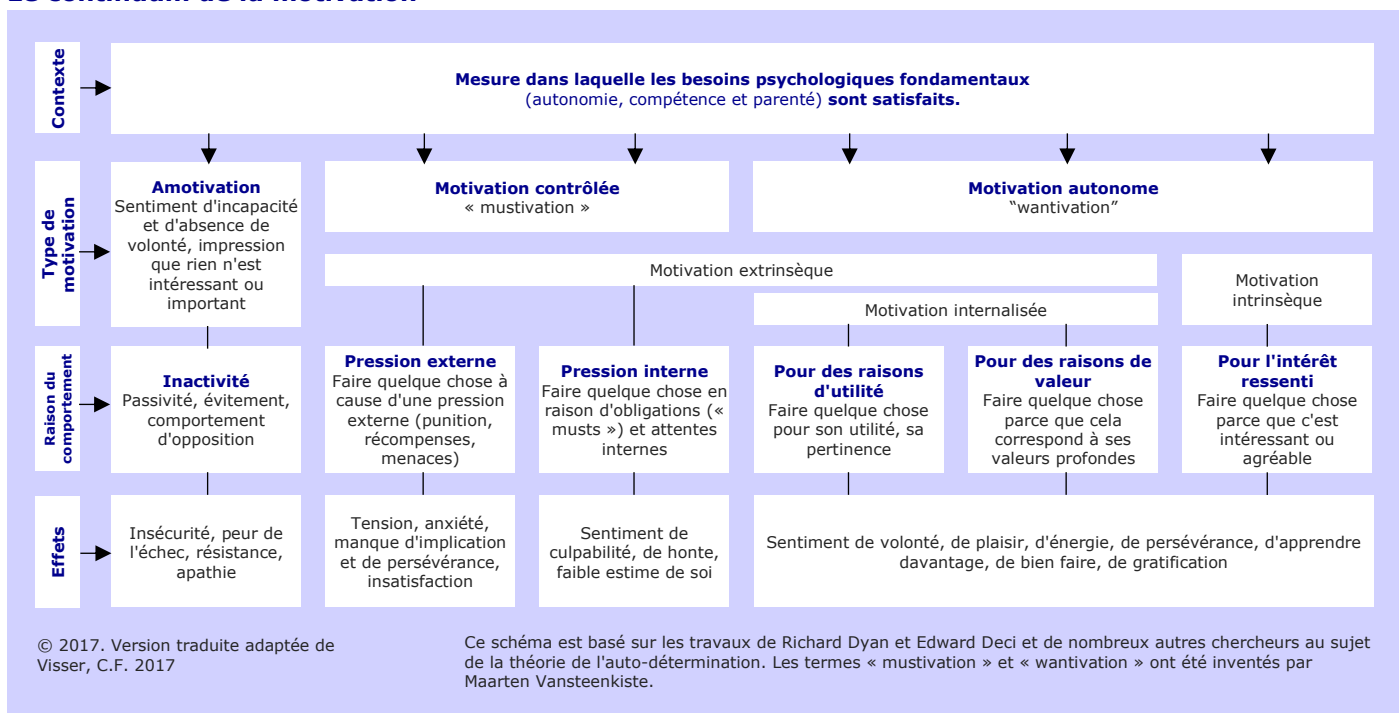 Le continuum de la motivation
Contexte
Mesure dans laquelle les besoins psychologiques fondamentaux
(autonomie, compétence et parenté) sont satisfaits.
Type de
motivation
Amotivation
Sentiment d'incapacité
et d'absence de
volonté, impression
que rien n'est
intéressant ou
important
Motivation contrôlée
« mustivation »
Motivation autonome
“wantivation”
Motivation extrinsèque
Motivation internalisée
Motivation
intrinsèque
Raison du
comportement
Inactivité
Passivité, évitement,
comportement
d'opposition
Pression externe
Faire quelque chose à
cause d'une pression
externe (punition,
récompenses,
menaces)
Pression interne
Faire quelque chose en
raison d'obligations («
musts ») et attentes
internes
Pour des raisons
d'utilité
Faire quelque chose
pour son utilité, sa
pertinence
Pour des raisons de
valeur
Faire quelque chose
parce que cela
correspond à ses
valeurs profondes
Pour l'intérêt
ressenti
Faire quelque chose
parce que c'est
intéressant ou
agréable
Effets
Insécurité, peur de
l'échec, résistance,
apathie
Tension, anxiété,
manque d'implication
et de persévérance,
insatisfaction
Sentiment de
culpabilité, de honte,
faible estime de soi
Sentiment de volonté, de plaisir, d'énergie, de persévérance, d'apprendre
davantage, de bien faire, de gratification
© 2017. Version traduite adaptée de
Visser, C.F. 2017
Ce schéma est basé sur les travaux de Richard Dyan et Edward Deci et de nombreux autres chercheurs au sujet
de la théorie de l'auto-détermination. Les termes « mustivation » et « wantivation » ont été inventés par
Maarten Vansteenkiste.